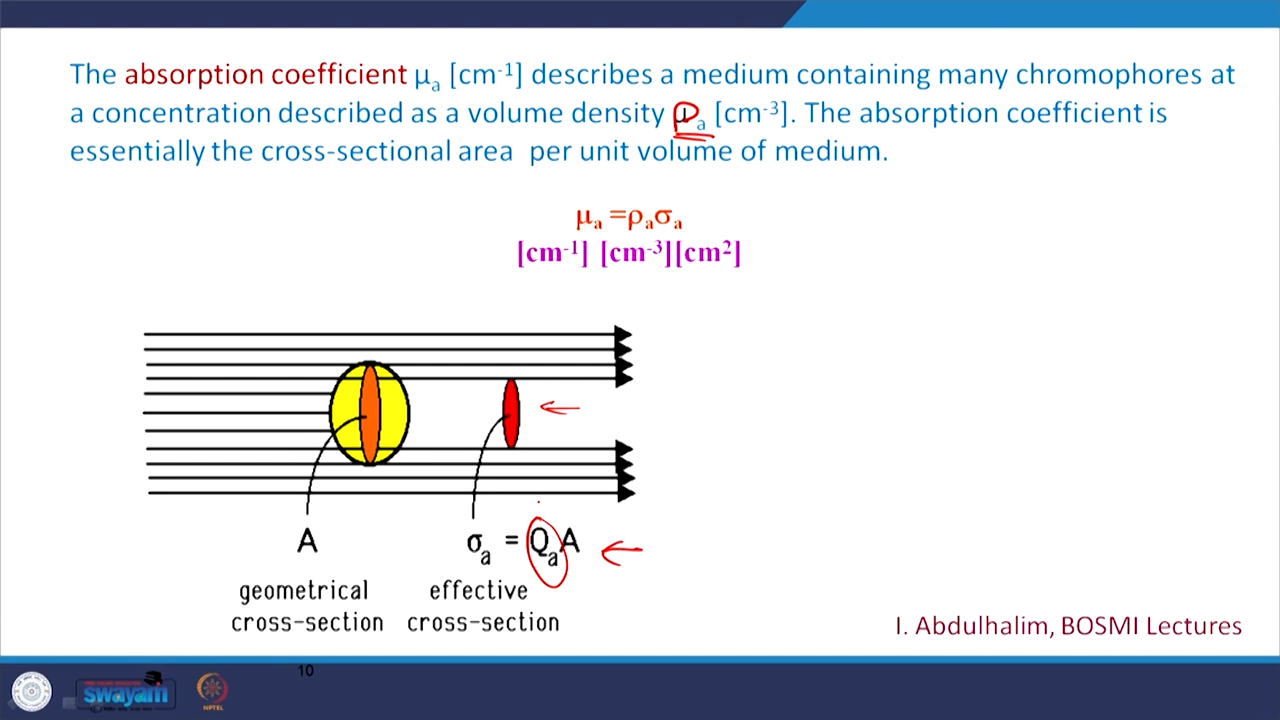 The absorption coefficient μa [cm-1] describes a medium containing many chromophores at
a concentration described as a volume density ρa [cm-3]. The absorption coefficient is
essentially the cross-sectional area per unit volume of medium.
μa =ρaσa
[cm-1] [cm-3][cm2]
A
σa = QaA
geometrical effective
cross-section cross-section
I. Abdulhalim, BOSMI Lectures
10
swayam
NPTEL